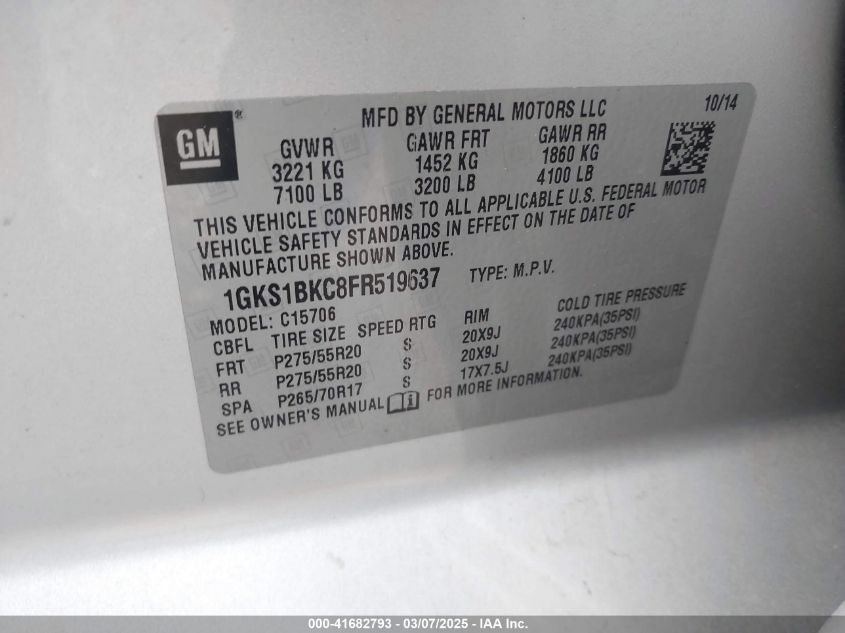 GM ®
MFD BY GENERAL MOTORS LLC 10/14
GVWR GAWR FRT GAWR RR
3221 KG 1452 KG 1860 KG
7100 LB 3200 LB 4100 LB
THIS VEHICLE CONFORMS TO ALL APPLICABLE U.S. FEDERAL MOTOR
VEHICLE SAFETY STANDARDS IN EFFECT ON THE DATE OF
MANUFACTURE SHOWN ABOVE.
1GKS1BKC8FR519637 TYPE: M.P.V.
MODEL: C15706
CBFL TIRE SIZE SPEED RTG RIM COLD TIRE PRESSURE
FRT P275/55R20 S 20X9J 240KPA(35PSI)
RR P275/55R20 S 20X9J 240KPA(35PSI)
SPA P265/70R17 S 17X7.5J 240KPA(35PSI)
SEE OWNER'S MANUAL FOR MORE INFORMATION.
000-41682793 - 03/07/2025 - IAA Inc.